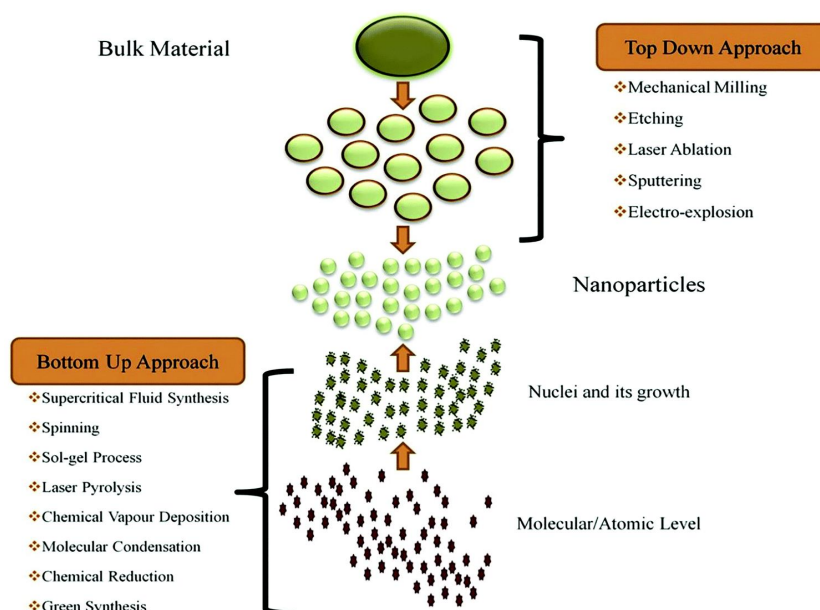 Bulk Material
Top Down Approach
Mechanical Milling
Etching
Laser Ablation
Sputtering
Electro-explosion
Nanoparticles
Bottom Up Approach
Supercritical Fluid Synthesis
Spinning
Sol-gel Process
Laser Pyrolysis
Chemical Vapour Deposition
Molecular Condensation
Chemical Reduction
Green Synthesis
Nuclei and its growth
Molecular/Atomic Level